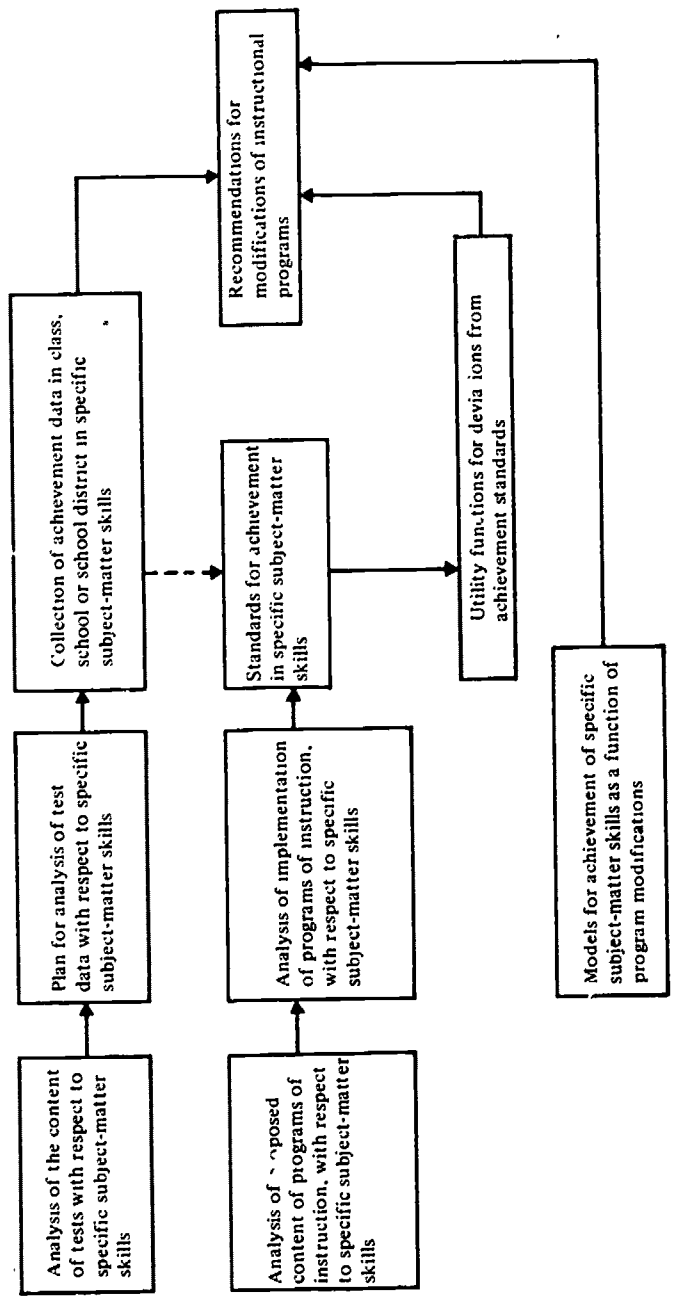 Analysis of the content
of tests with respect to
specific subject-matter
skills
Plan for analysis of test
data with respect to specific
subject-matter skills
Collection of achievement data in class,
school or school district in specific
subject-matter skills
Recommendations for
modifications of instructional
programs
Analysis of
content of programs of
instruction, with respect
to specific subject-matter
skills
Analysis of implementation
of programs of instruction,
with respect to specific
subject-matter skills
Standards for achievement
in specific subject-matter
skills
Utility functions for devia ions from
achievement standards
Models for achievement of specific
subject-matter skills as a function of
program modifications